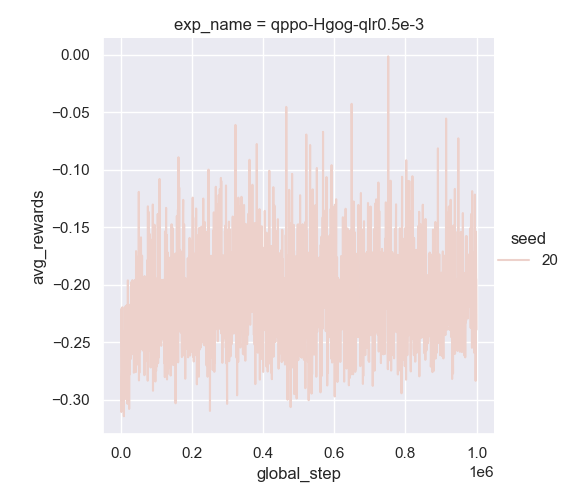 exp_name = qppo-Hgog-qlr0.5e-3
0.00
−0.05
−0.10
−0.15
−0.20
−0.25
−0.30
avg_rewards
0.0 0.2 0.4 0.6 0.8 1.0
1e6
global_step
seed
20